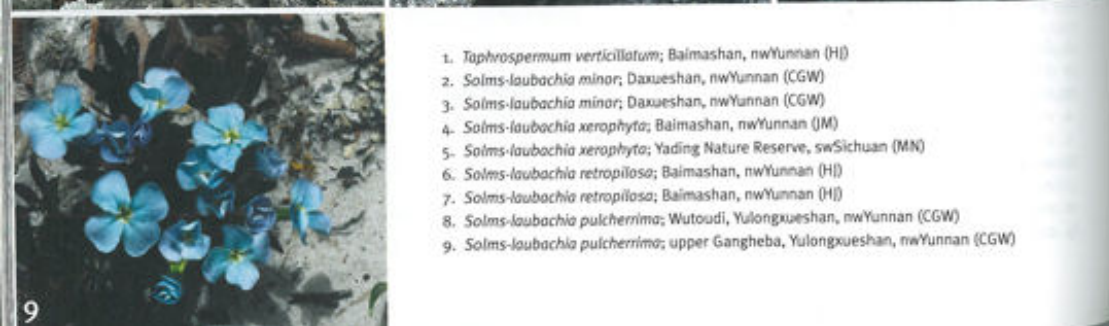 1. Taphrospermum verticillatum; Baimashan, nwYunnan (HJ)
2. Solms-laubachia minor; Daxueshan, nwYunnan (CGW)
3. Solms-laubachia minor; Daxueshan, nwYunnan (CGW)
4. Solms-laubachia xerophyta; Baimashan, nwYunnan (JM)
5. Solms-laubachia xerophyta; Yading Nature Reserve, swSichuan (MN)
6. Solms-laubachia retropilosa; Baimashan, nwYunnan (HJ)
7. Solms-laubachia retropilosa; Baimashan, nwYunnan (HJ)
8. Solms-laubachia pulcherrima; Wutoudi, Yulongxueshan, nwYunnan (CGW)
9. Solms-laubachia pulcherrima; upper Gangheba, Yulongxueshan, nwYunnan (CGW)
9